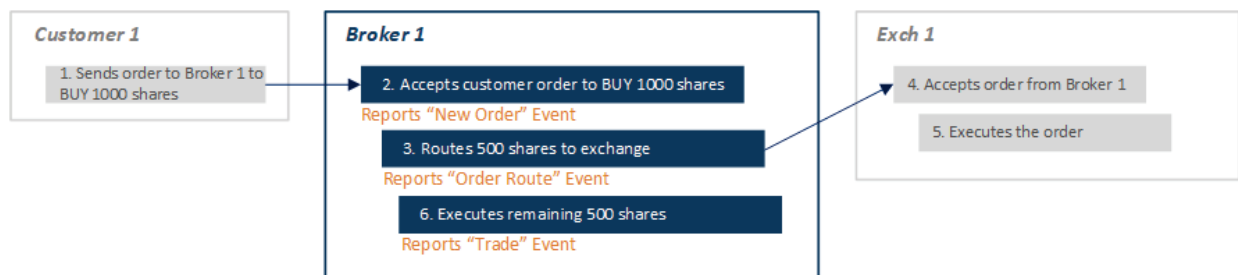 Customer 1
1. Sends order to Broker 1 to
BUY 1000 shares
Broker 1
2. Accepts customer order to BUY 1000 shares
Reports “New Order” Event
3. Routes 500 shares to exchange
Reports “Order Route” Event
6. Executes remaining 500 shares
Reports “Trade” Event
Exch 1
4. Accepts order from Broker 1
5. Executes the order